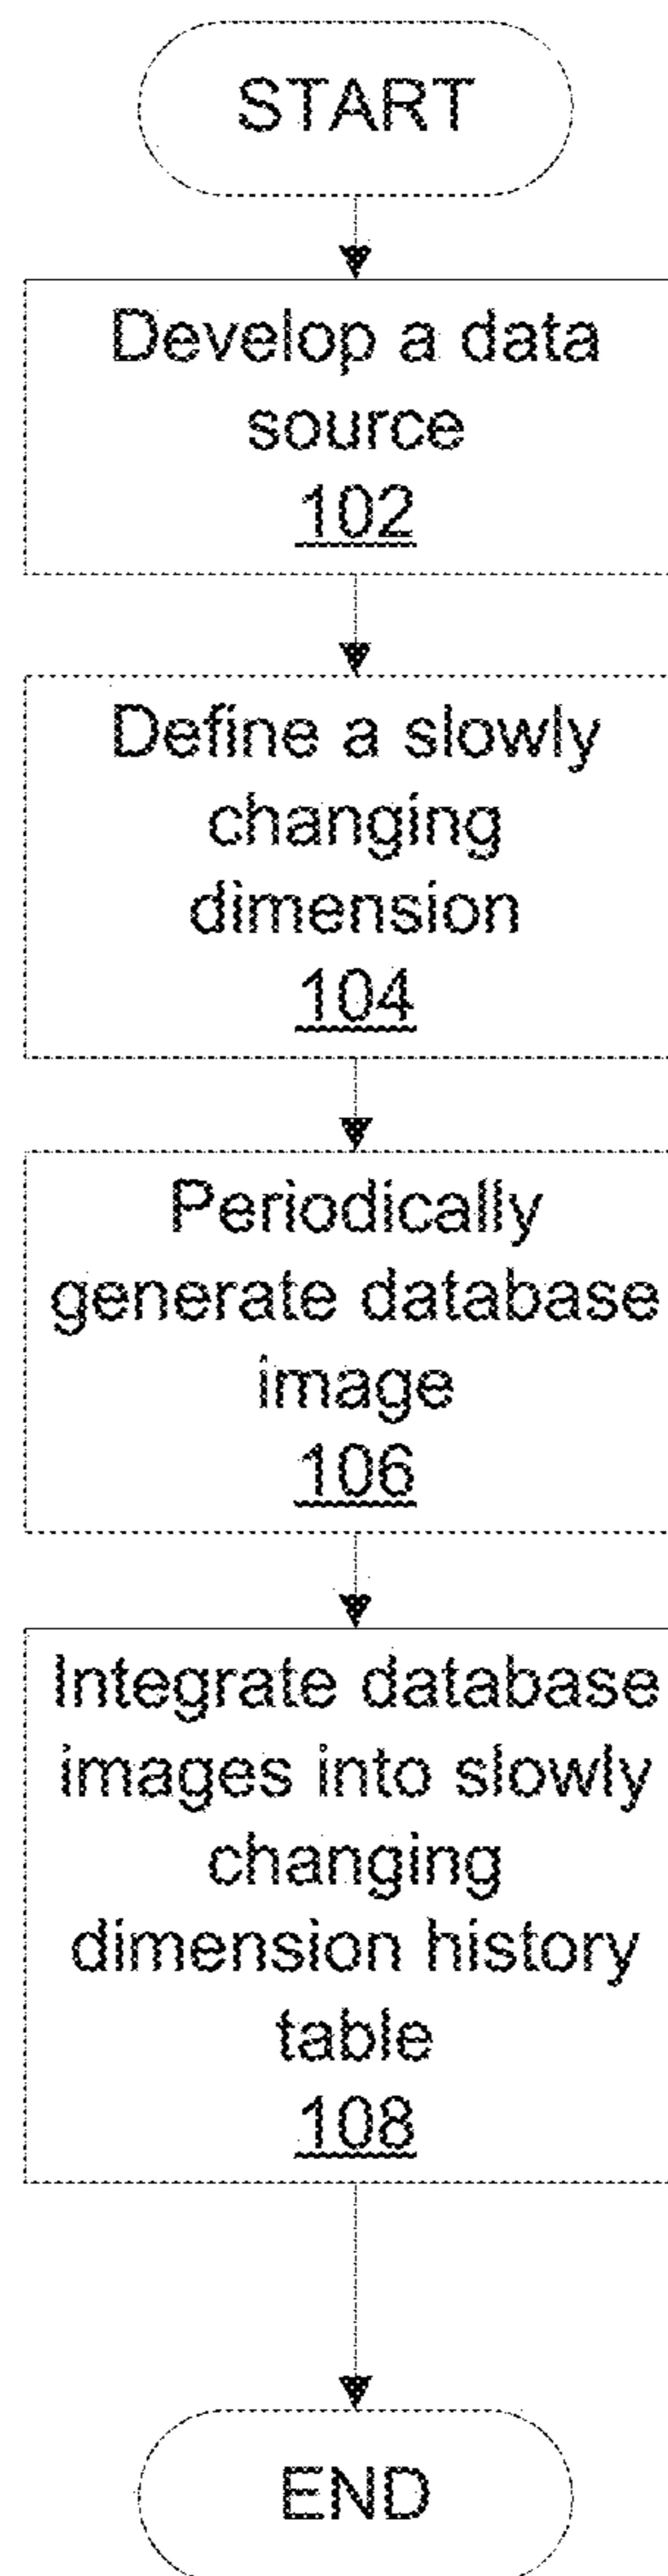 START
Develop a data
source
102
Define a slowly
changing
dimension
104
Periodically
generate database
image
106
Integrate database
images into slowly
changing
dimension history
table
108
END